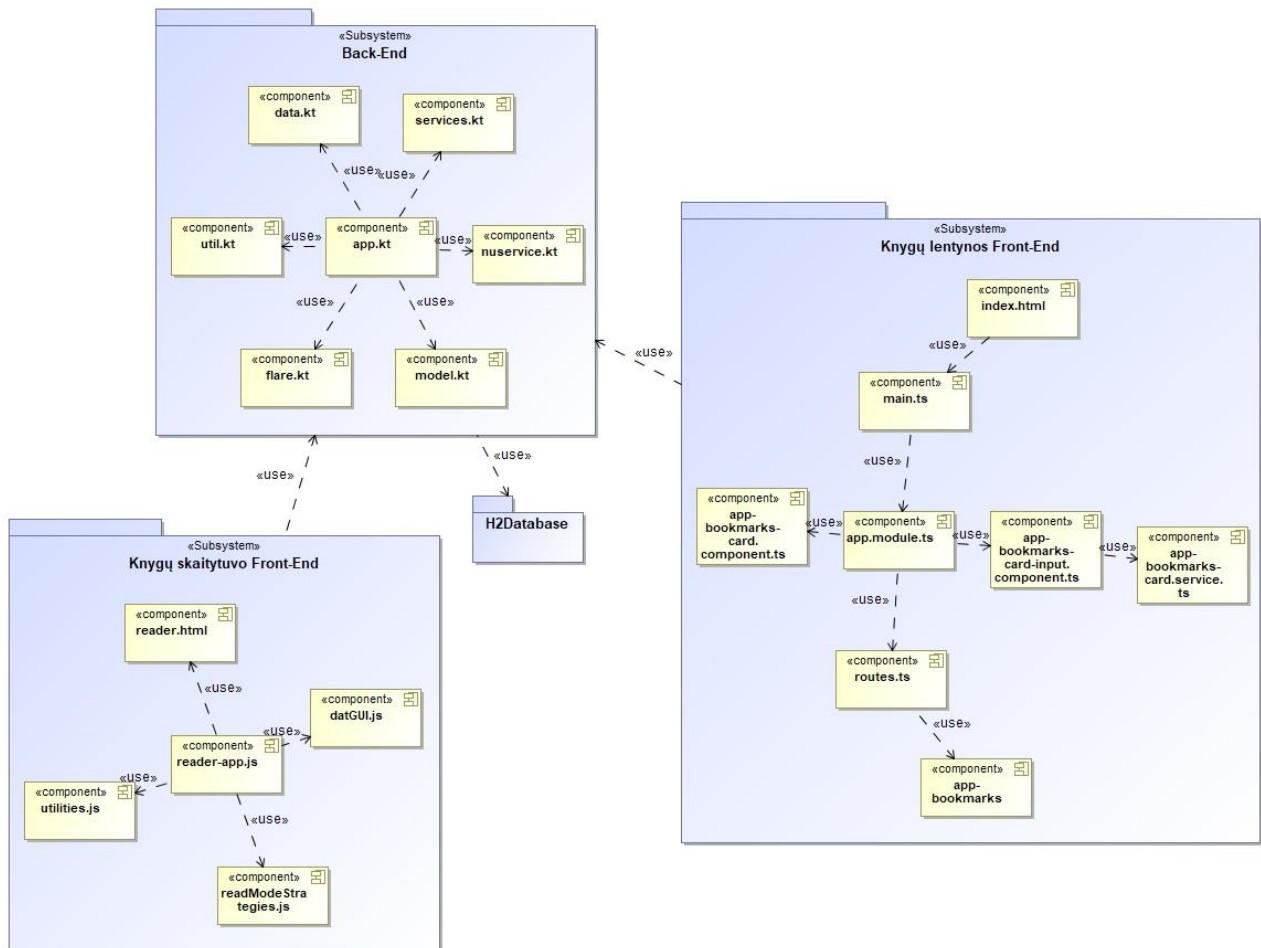 «Subsystem»
Back-End
«component»
data.kt
«component»
services.kt
«use»
«use»
«component»
util.kt
«use»
«component»
app.kt
«use»
«component»
nuservice.kt
«use»
«use»
«component»
flare.kt
«component»
model.kt
«use»
«use»
«use»
H2Database
«Subsystem»
Knygų skaitytuvo Front-End
«component»
reader.html
«use»
«component»
datGUI.js
«use»
«component»
reader-app.js
«use»
«component»
utilities.js
«use»
«component»
readModeStra
tegies.js
«Subsystem»
Knygų lentynos Front-End
«component»
index.html
«use»
«component»
main.ts
«use»
«component»
app-
bookmarks-
card.
component.ts
«use»
«component»
app.module.ts
«use»
«component»
app-
bookmarks-
card-input.
component.ts
«use»
«component»
app-
bookmarks-
card.service.
ts
«use»
«component»
routes.ts
«use»
«component»
app-
bookmarks